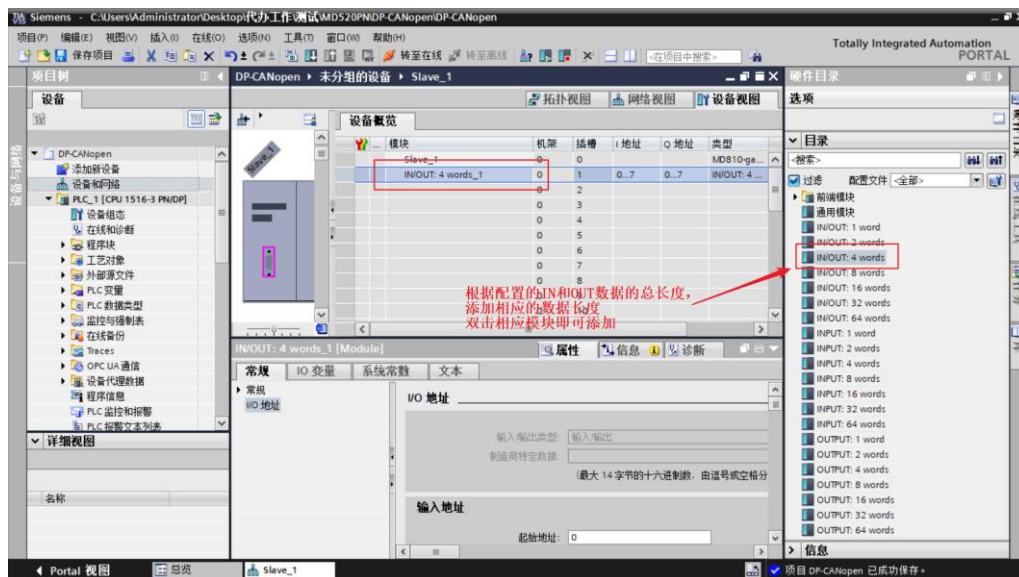 Siemens - C:\Users\Administrator\Desktop\代办工作\测试\MD520PN\DP-CANopen\DP-CANopen
项目(P) 编辑(E) 视图(V) 插入(I) 在线(O) 选项(N) 工具(T) 窗口(W) 帮助(H)
Totally Integrated Automation
PORTAL
保存项目 转至在线 转至离线 <在项目中搜索>
项目树
设备
DP-CANopen
添加新设备
设备和网络
PLC_1 [CPU 1516-3 PN/DP]
设备组态
在线和诊断
程序块
工艺对象
外部源文件
PLC 变量
PLC 数据类型
监控与强制表
在线备份
Traces
OPC UA 通信
设备代理数据
程序信息
PLC 监控和报警
PLC 报警文本列表
详细视图
名称
设备与网络
DP-CANopen 未分组的设备 Slave_1
拓扑视图 网络视图 设备视图
设备概览
模块 机架 插槽 I 地址 Q 地址 类型
Slave_1 0 0 MD810-ga...
IN/OUT: 4 words_1 0 1 0...7 0...7 IN/OUT: 4 ...
0 2
0 3
0 4
0 5
0 6
0 7
0 8
根据配置的IN和OUT数据的总长度，
添加相应的数据长度
双击相应模块即可添加
IN/OUT: 4 words_1 [Module]
属性 信息 诊断
常规 IO 变量 系统常数 文本
常规
I/O 地址
I/O 地址
输入/输出类型: 输入/输出
制造商特定数据:
(最大 14 字节的十六进制数，由逗号或空格分
输入地址
起始地址: 0
硬件目录
选项
目录
<搜索>
过滤 配置文件 <全部>
前端模块
通用模块
IN/OUT: 1 word
IN/OUT: 2 words
IN/OUT: 4 words
IN/OUT: 8 words
IN/OUT: 16 words
IN/OUT: 32 words
IN/OUT: 64 words
INPUT: 1 word
INPUT: 2 words
INPUT: 4 words
INPUT: 8 words
INPUT: 16 words
INPUT: 32 words
INPUT: 64 words
OUTPUT: 1 word
OUTPUT: 2 words
OUTPUT: 4 words
OUTPUT: 8 words
OUTPUT: 16 words
OUTPUT: 32 words
OUTPUT: 64 words
信息
Portal 视图 总览 Slave_1 项目 DP-CANopen 已成功保存。